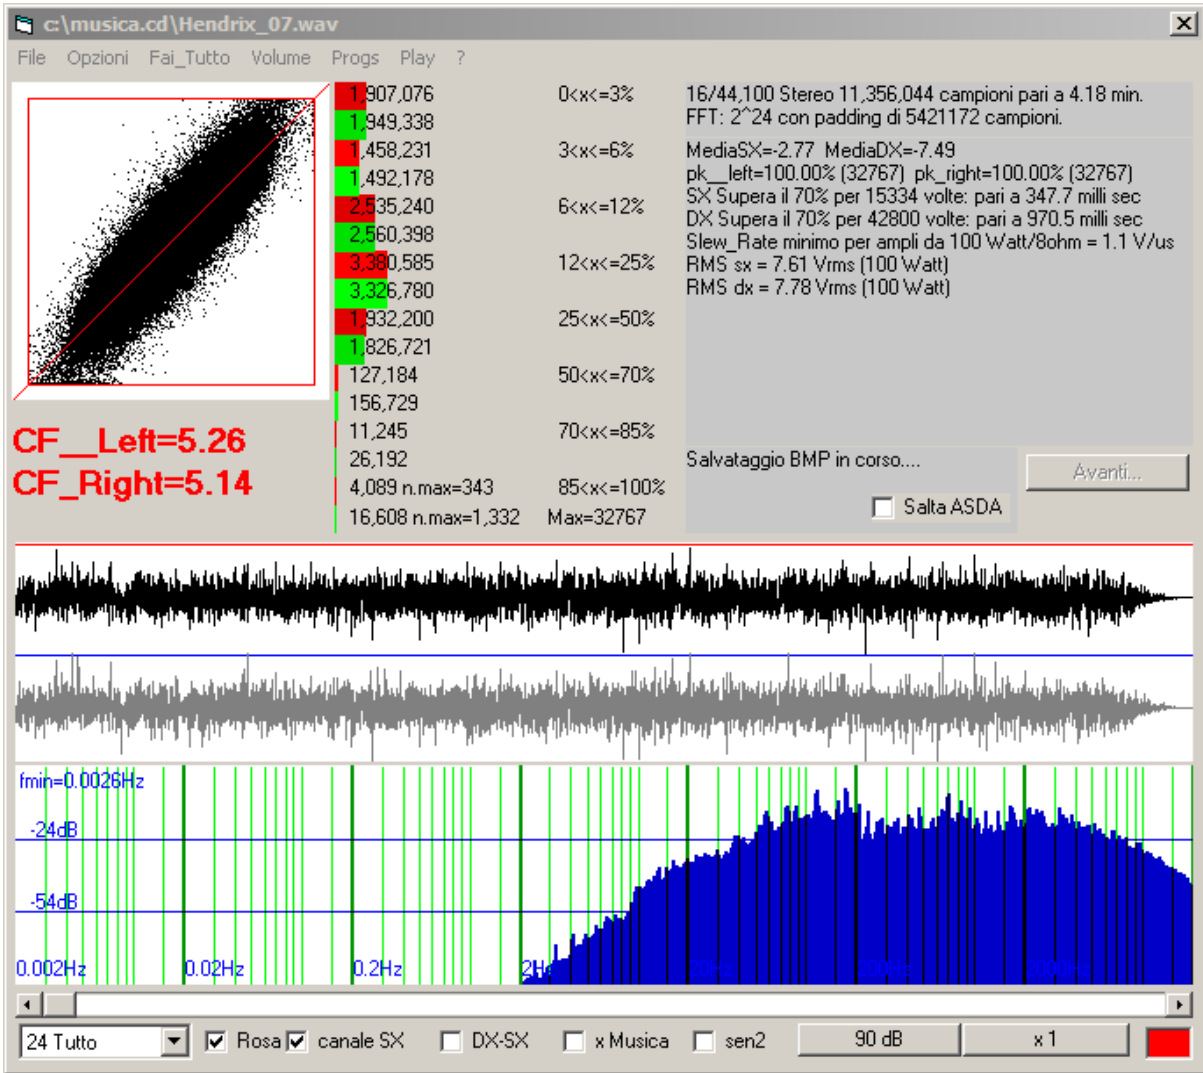 c:\musica.cd\Hendrix_07.wav
File Opzioni Fai_Tutto Volume Progs Play ?
1,907,076 0<x<=3%
1,949,338
1,458,231 3<x<=6%
1,492,178
2,535,240 6<x<=12%
2,560,398
3,380,585 12<x<=25%
3,326,780
1,932,200 25<x<=50%
1,826,721
127,184 50<x<=70%
156,729
11,245 70<x<=85%
26,192
4,089 n.max=343 85<x<=100%
16,608 n.max=1,332 Max=32767
16/44,100 Stereo 11,356,044 campioni pari a 4.18 min.
FFT: 2^24 con padding di 5421172 campioni.
MediaSX=-2.77 MediaDX=-7.49
pk__left=100.00% (32767) pk_right=100.00% (32767)
SX Supera il 70% per 15334 volte: pari a 347.7 milli sec
DX Supera il 70% per 42800 volte: pari a 970.5 milli sec
Slew_Rate minimo per ampli da 100 Watt/8ohm = 1.1 V/us
RMS sx = 7.61 Vrms (100 Watt)
RMS dx = 7.78 Vrms (100 Watt)
CF__Left=5.26
CF_Right=5.14
Salvataggio BMP in corso....
Avanti...
Salta ASDA
fmin=0.0026Hz
-24dB
-54dB
0.002Hz 0.02Hz 0.2Hz 2Hz 20Hz 200Hz 2000Hz
24 Tutto Rosa canale SX DX-SX x Musica sen2 90 dB x 1